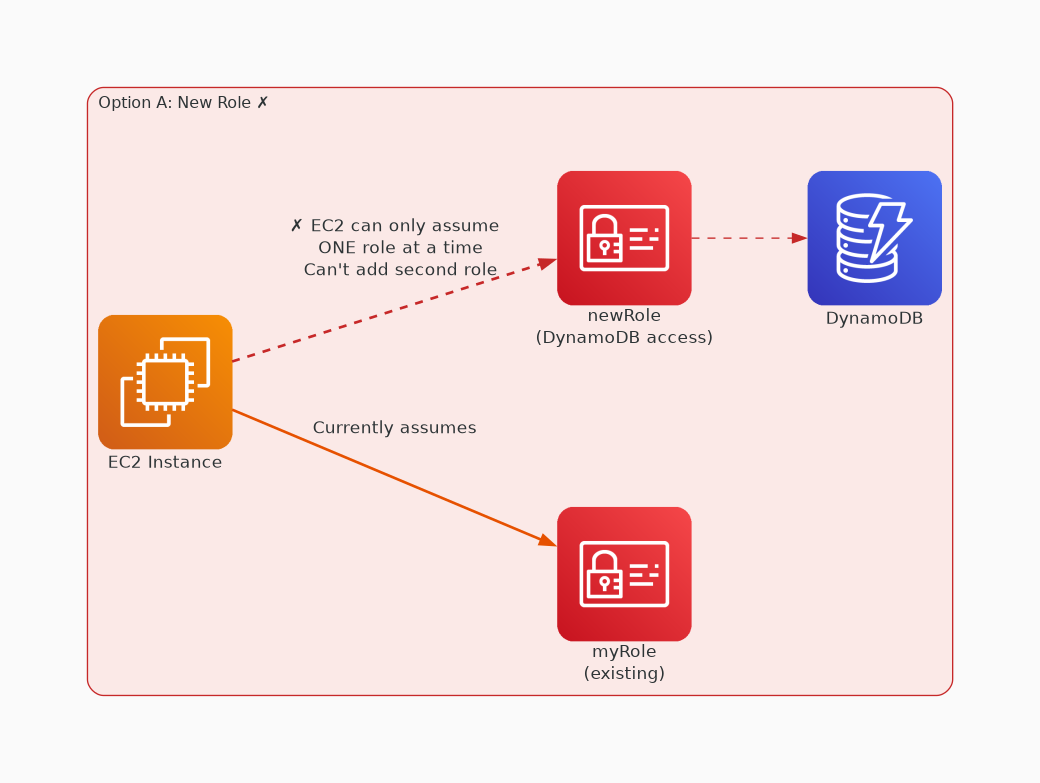 Option A: New Role ✗
✗ EC2 can only assume
ONE role at a time
Can't add second role
newRole
(DynamoDB access)
DynamoDB
EC2 Instance
Currently assumes
myRole
(existing)